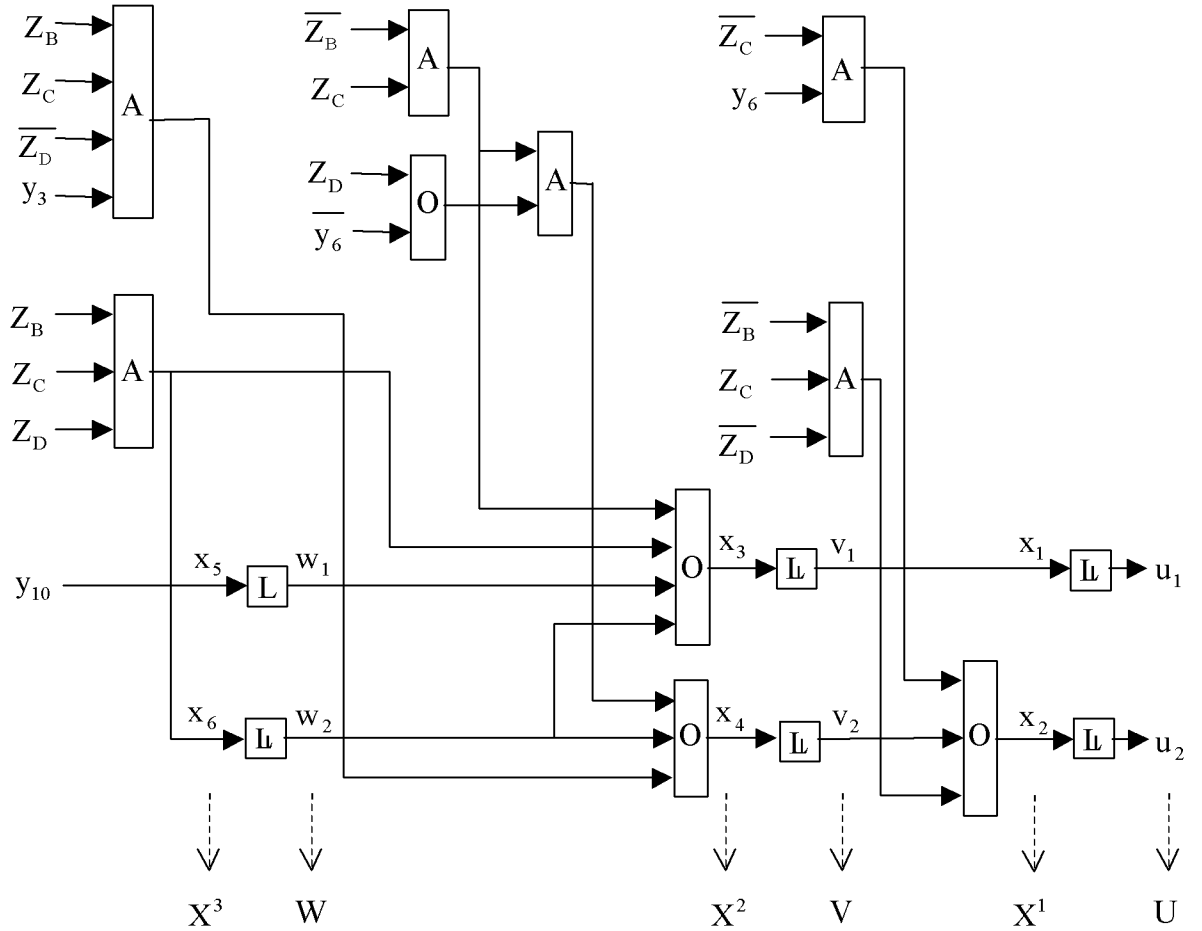 Z_B
Z_C
Z̅_D
y_3
A
Z̅_B
Z_C
A
Z_D
y̅_6
O
A
Z̅_C
y_6
A
Z_B
Z_C
Z_D
A
Z̅_B
Z_C
Z̅_D
A
y_10
x_5
L
w_1
O
x_3
v_1
x_1
u_1
x_6
w_2
O
x_4
v_2
O
x_2
u_2
X^3
W
X^2
V
X^1
U